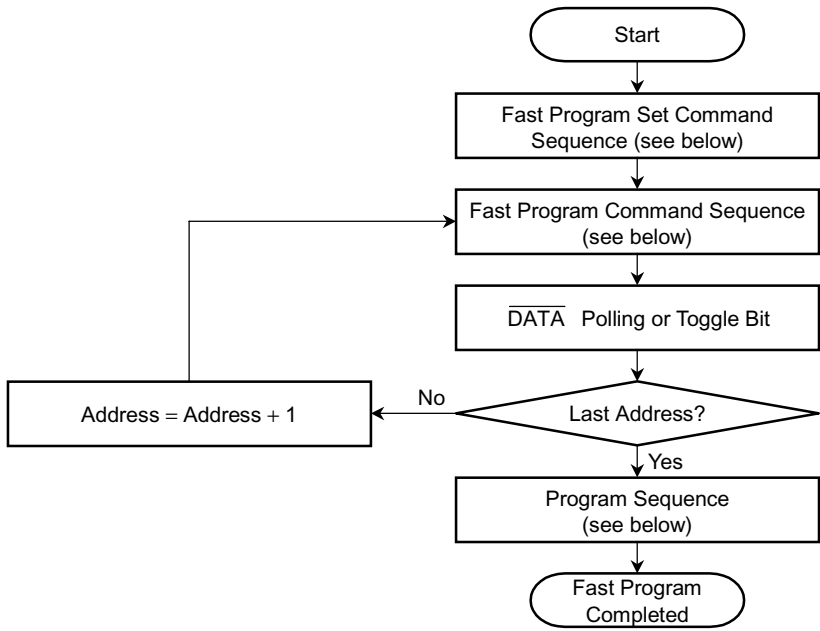 Start
Fast Program Set Command
Sequence (see below)
Fast Program Command Sequence
(see below)
D̅A̅T̅A̅ Polling or Toggle Bit
Last Address?
No
Address = Address + 1
Yes
Program Sequence
(see below)
Fast Program
Completed